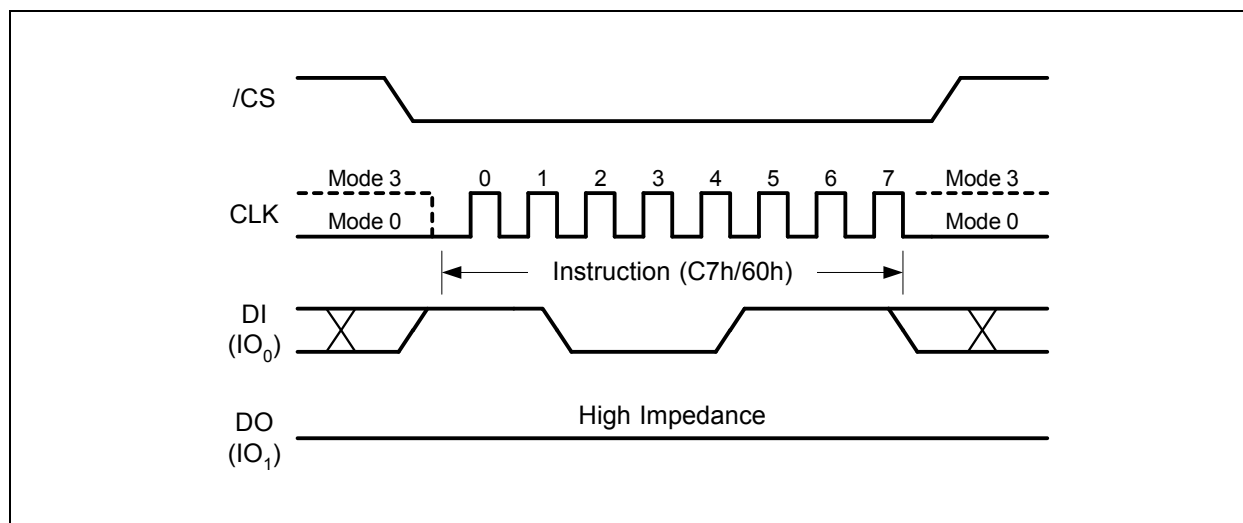 /CS
Mode 3 0 1 2 3 4 5 6 7 Mode 3
CLK
Mode 0 Mode 0
Instruction (C7h/60h)
DI
(IO₀)
High Impedance
DO
(IO₁)